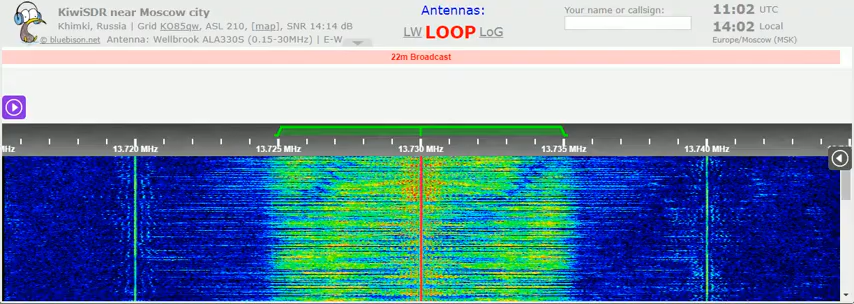 KiwiSDR near Moscow city
Khimki, Russia | Grid KO85qw, ASL 210, [map], SNR 14:14 dB
© bluebison.net Antenna: Wellbrook ALA330S (0.15-30MHz) | E-W
Antennas:
LW LOOP LoG
Your name or callsign:
11:02 UTC
14:02 Local
Europe/Moscow (MSK)
22m Broadcast
MHz 13.720 MHz 13.725 MHz 13.730 MHz 13.735 MHz 13.740 MHz